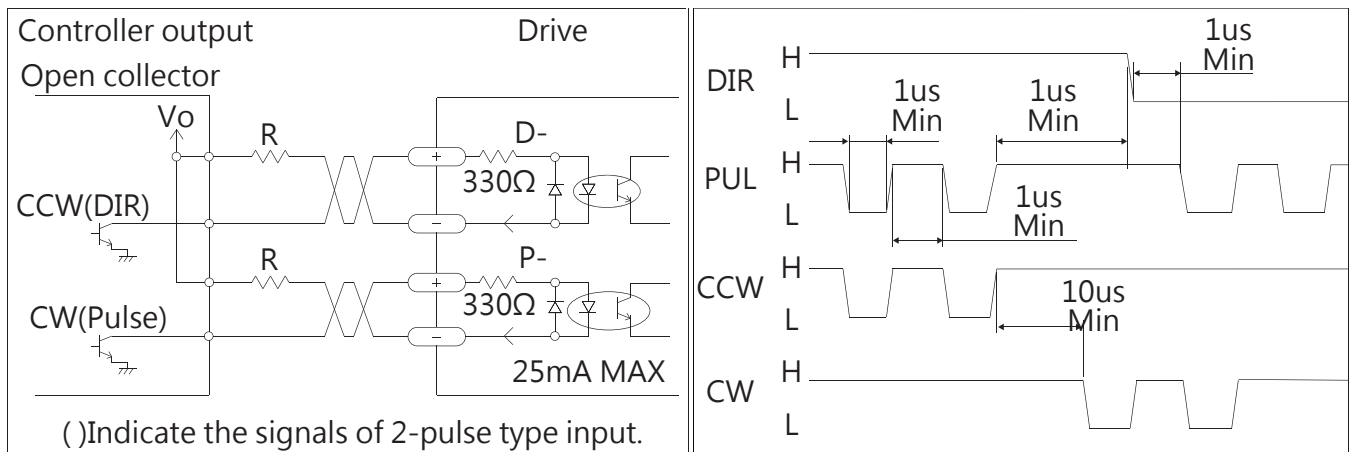 Controller output
Drive
Open collector
Vo
R
D-
330Ω
+
−
CCW(DIR)
R
P-
330Ω
+
−
CW(Pulse)
25mA MAX
( )Indicate the signals of 2-pulse type input.
DIR
H
L
1us
Min
1us
Min
1us
Min
PUL
H
L
1us
Min
CCW
H
L
10us
Min
CW
H
L